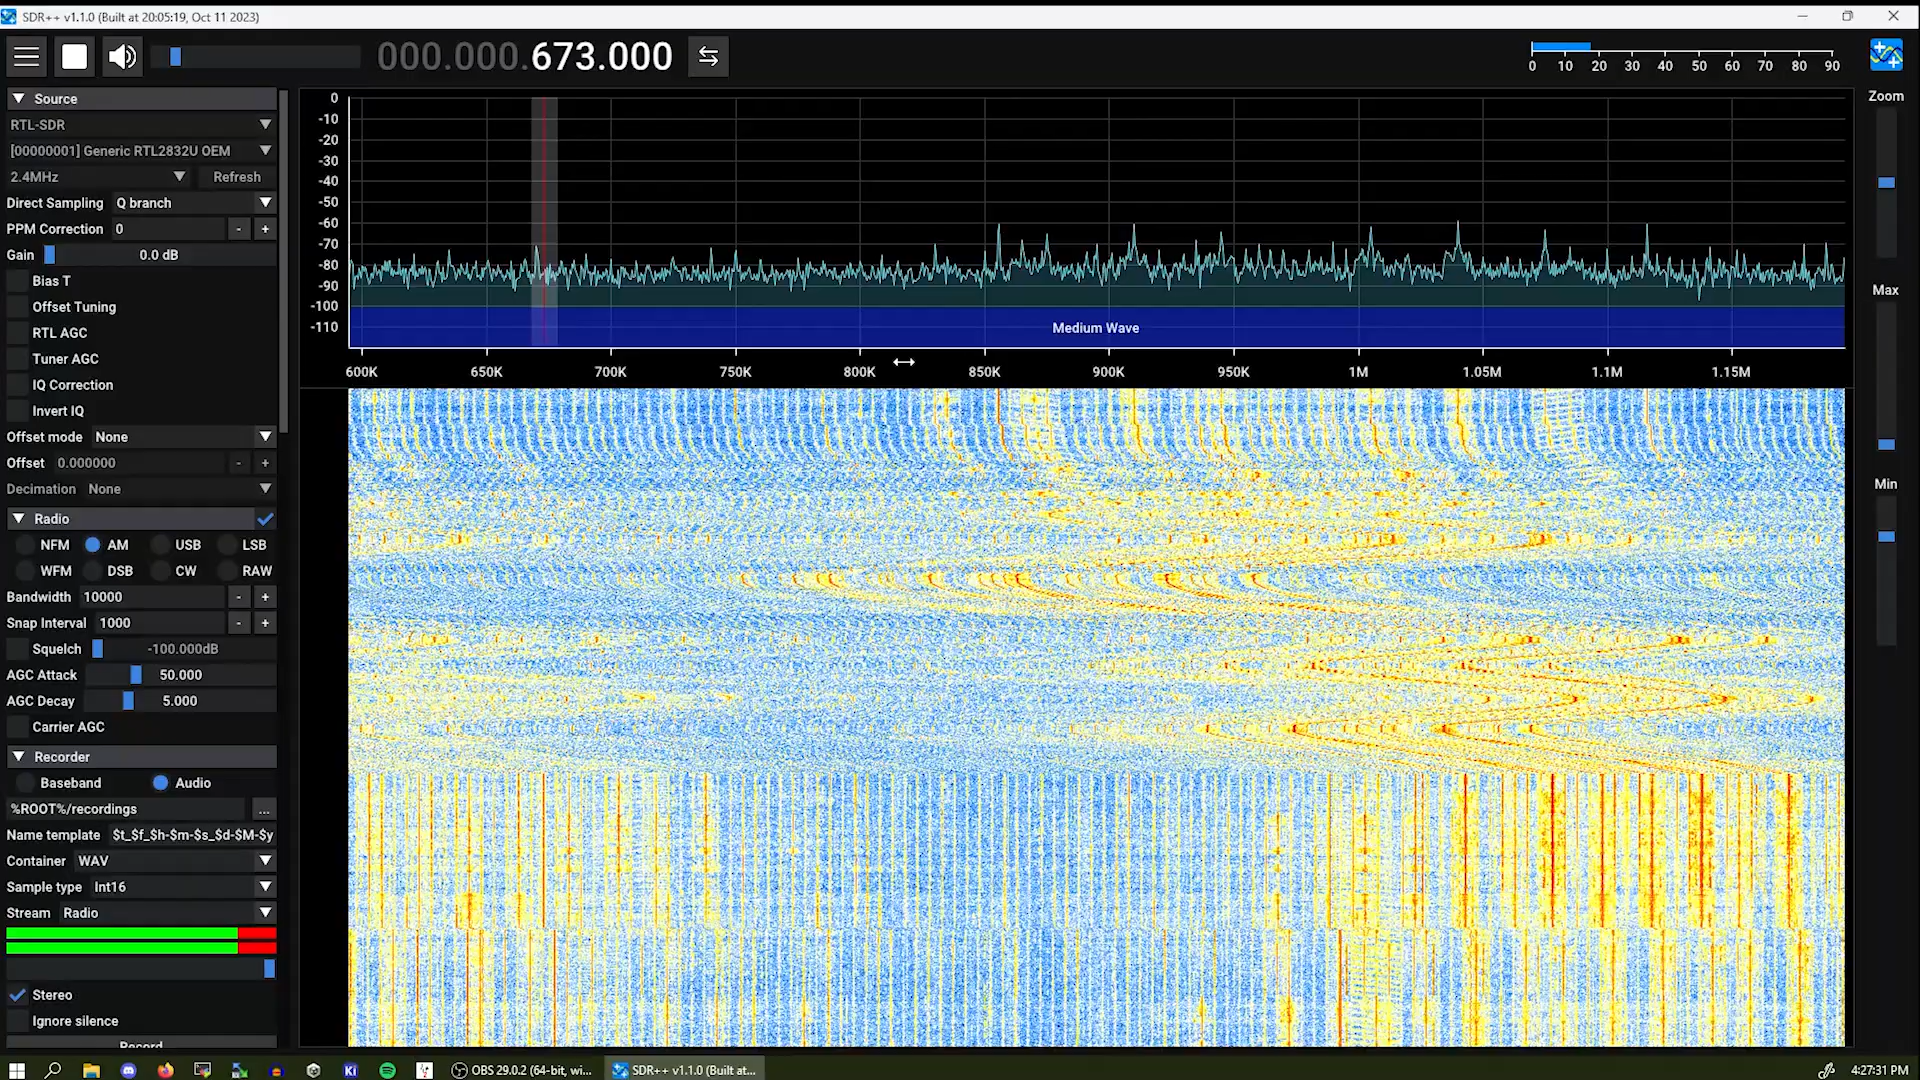 SDR++ v1.1.0 (Built at 20:05:19, Oct 11 2023)
000.000.673.000
0 10 20 30 40 50 60 70 80 90
Source
RTL-SDR
[00000001] Generic RTL2832U OEM
2.4MHz Refresh
Direct Sampling Q branch
PPM Correction 0 - +
Gain 0.0 dB
Bias T
Offset Tuning
RTL AGC
Tuner AGC
IQ Correction
Invert IQ
Offset mode None
Offset 0.000000 - +
Decimation None
Radio
NFM AM USB LSB
WFM DSB CW RAW
Bandwidth 10000 - +
Snap Interval 1000 - +
Squelch -100.000dB
AGC Attack 50.000
AGC Decay 5.000
Carrier AGC
Recorder
Baseband Audio
%ROOT%/recordings ...
Name template $t_$f_$h-$m-$s_$d-$M-$y
Container WAV
Sample type Int16
Stream Radio
Stereo
Ignore silence
Record
0
-10
-20
-30
-40
-50
-60
-70
-80
-90
-100
-110
Medium Wave
600K 650K 700K 750K 800K 850K 900K 950K 1M 1.05M 1.1M 1.15M
Zoom
Max
Min
Ki
OBS 29.0.2 (64-bit, wi...
SDR++ v1.1.0 (Built at...
4:27:31 PM